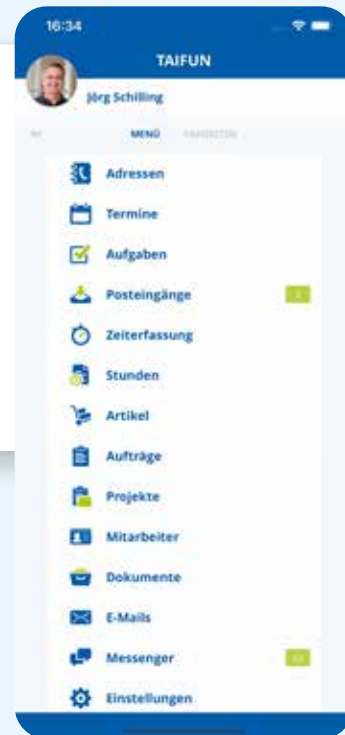 16:34
TAIFUN
Jörg Schilling
MENÜ FAVORITEN
Adressen
Termine
Aufgaben
Posteingänge
Zeiterfassung
Stunden
Artikel
Aufträge
Projekte
Mitarbeiter
Dokumente
E-Mails
Messenger
Einstellungen